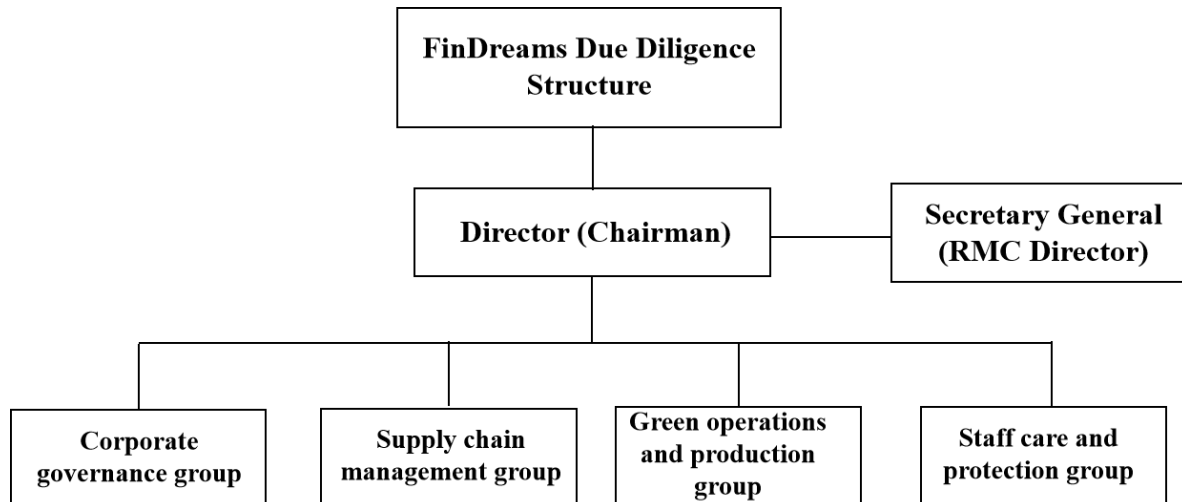 FinDreams Due Diligence
Structure
Director (Chairman)
Secretary General
(RMC Director)
Corporate
governance group
Supply chain
management group
Green operations
and production
group
Staff care and
protection group